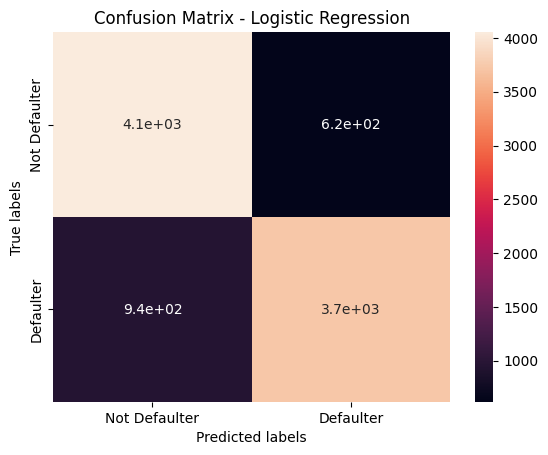 Confusion Matrix - Logistic Regression
True labels
Not Defaulter
Defaulter
4.1e+03 6.2e+02
9.4e+02 3.7e+03
Not Defaulter Defaulter
Predicted labels
4000
3500
3000
2500
2000
1500
1000